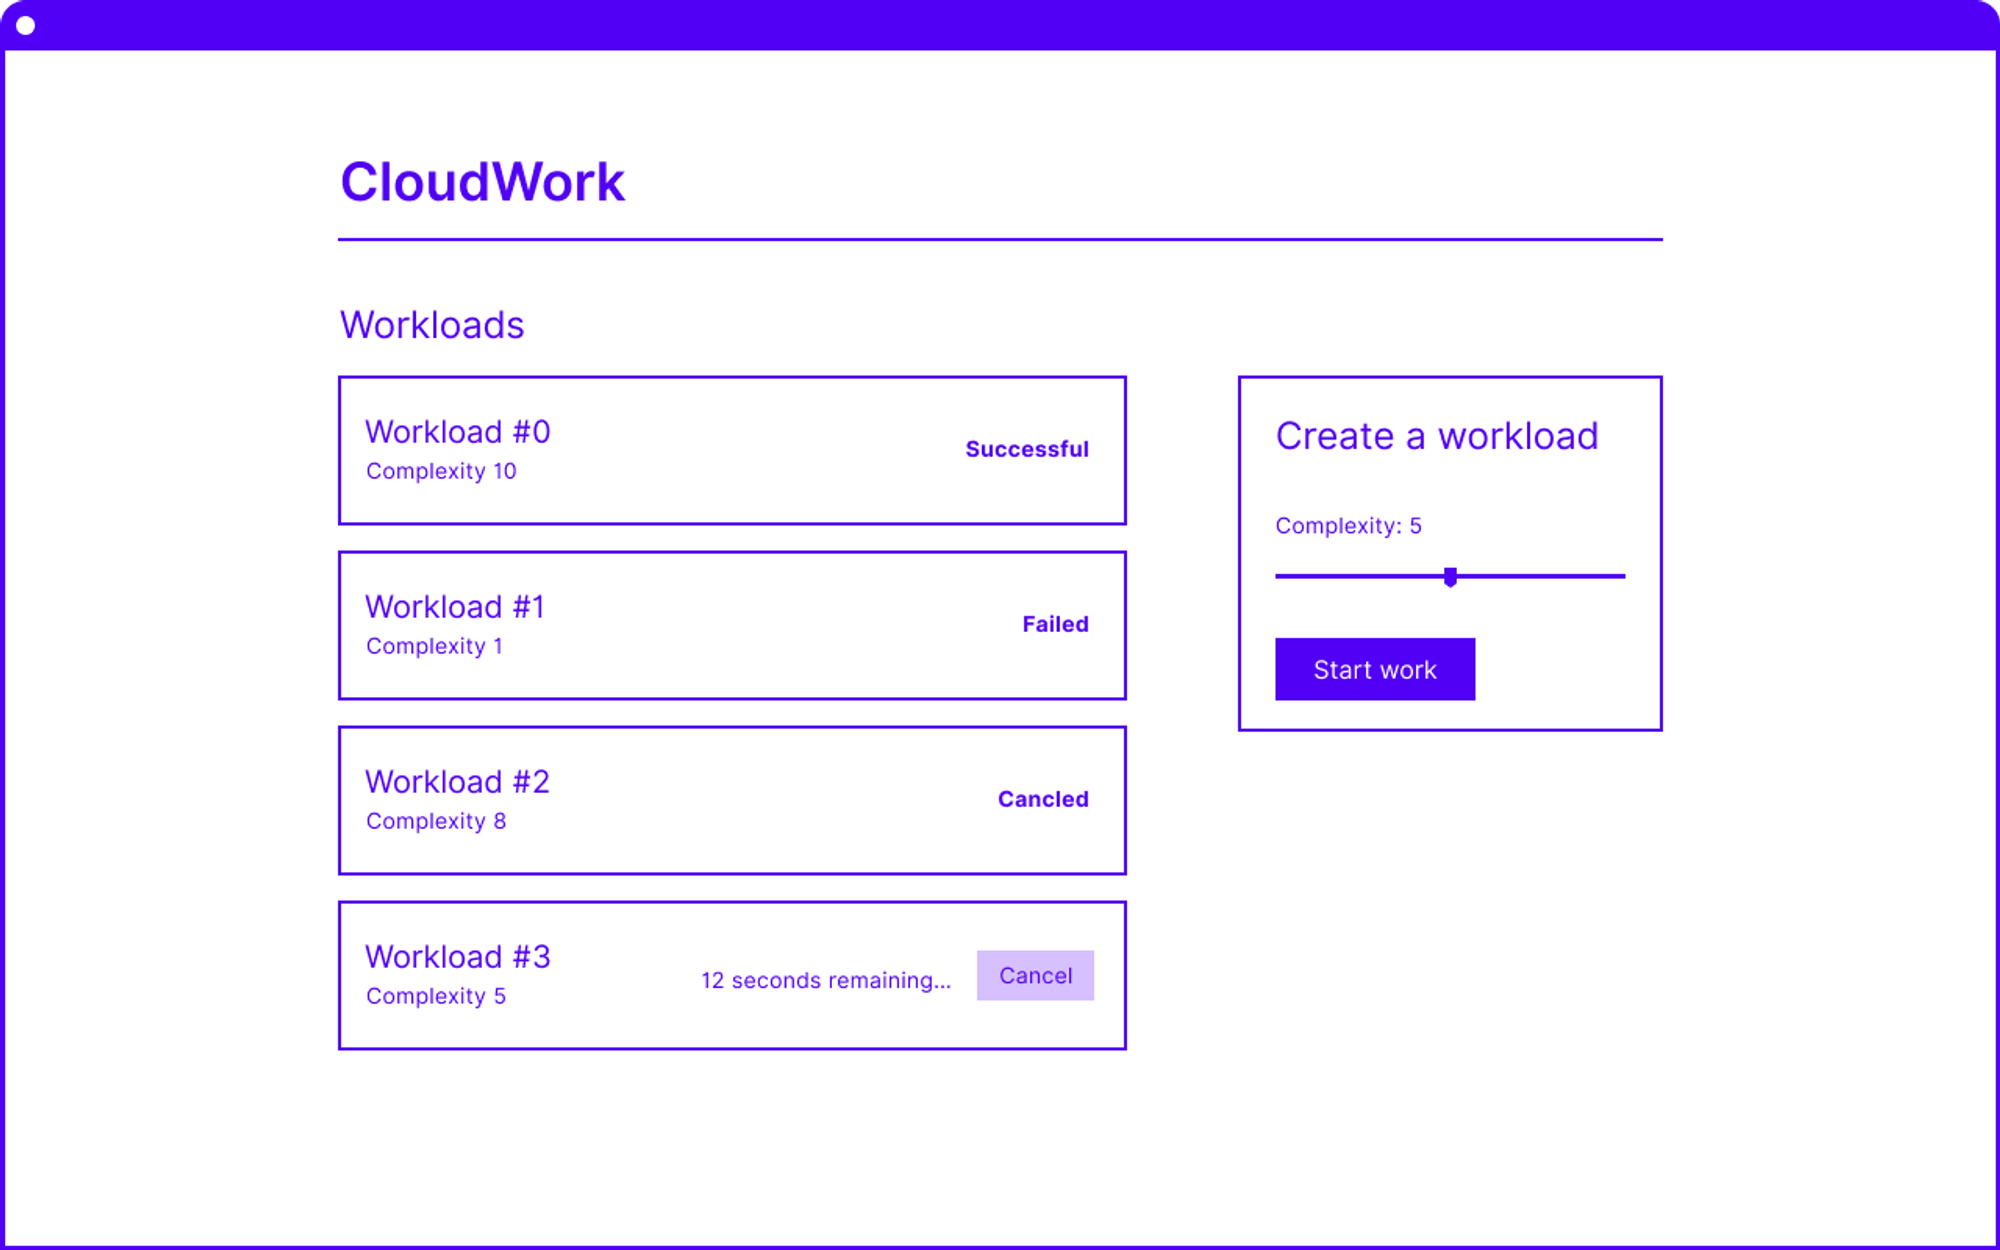 CloudWork
Workloads
Workload #0
Complexity 10
Successful
Workload #1
Complexity 1
Failed
Workload #2
Complexity 8
Cancled
Workload #3
Complexity 5
12 seconds remaining...
Cancel
Create a workload
Complexity: 5
Start work